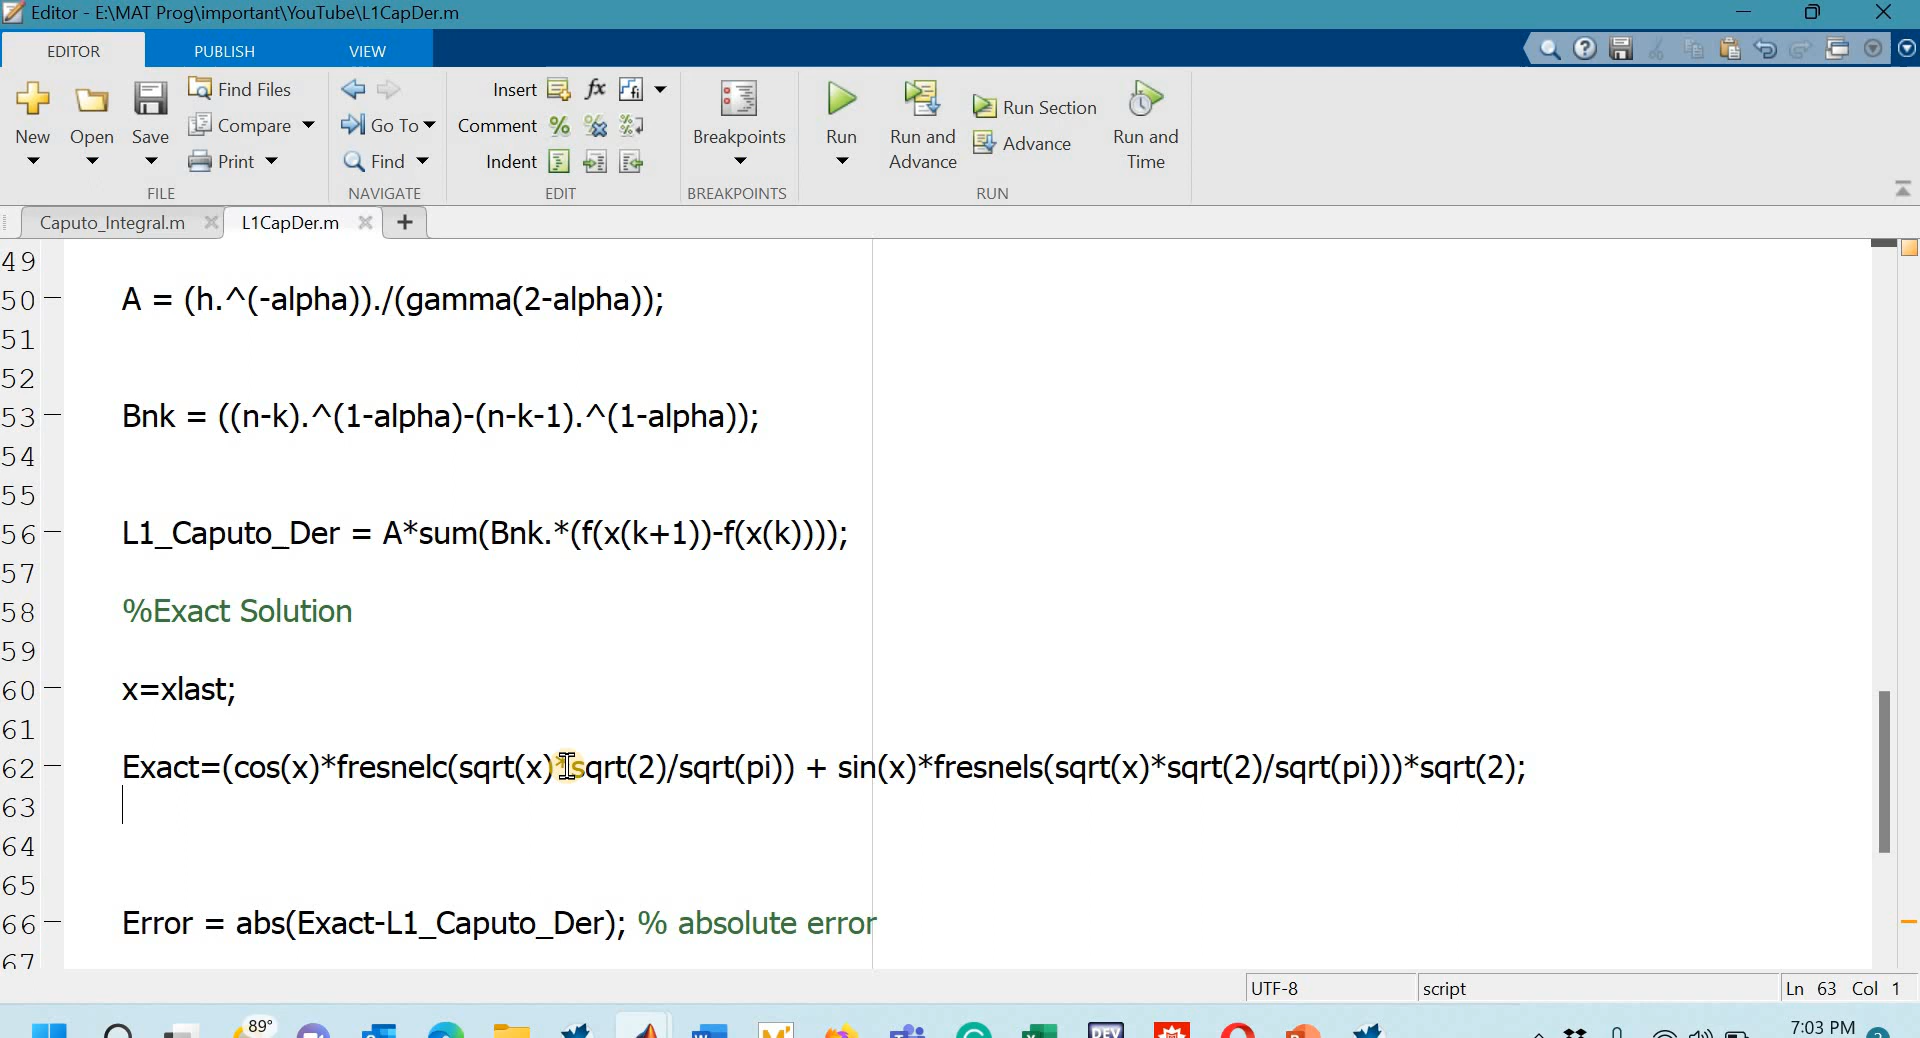 Editor - E:\MAT Prog\important\YouTube\L1CapDer.m
EDITOR PUBLISH VIEW
New Open Save Find Files Compare Print
FILE
Go To Find
NAVIGATE
Insert fx
Comment
Indent
EDIT
Breakpoints
BREAKPOINTS
Run Run and Advance Run Section Advance Run and Time
RUN
Caputo_Integral.m L1CapDer.m
49
50 A = (h.^(-alpha))./(gamma(2-alpha));
51
52
53 Bnk = ((n-k).^(1-alpha)-(n-k-1).^(1-alpha));
54
55
56 L1_Caputo_Der = A*sum(Bnk.*(f(x(k+1))-f(x(k))));
57
58 %Exact Solution
59
60 x=xlast;
61
62 Exact=(cos(x)*fresnelc(sqrt(x)*sqrt(2)/sqrt(pi)) + sin(x)*fresnels(sqrt(x)*sqrt(2)/sqrt(pi)))*sqrt(2);
63
64
65
66 Error = abs(Exact-L1_Caputo_Der); % absolute error
67
UTF-8 script Ln 63 Col 1
89° DEV 7:03 PM